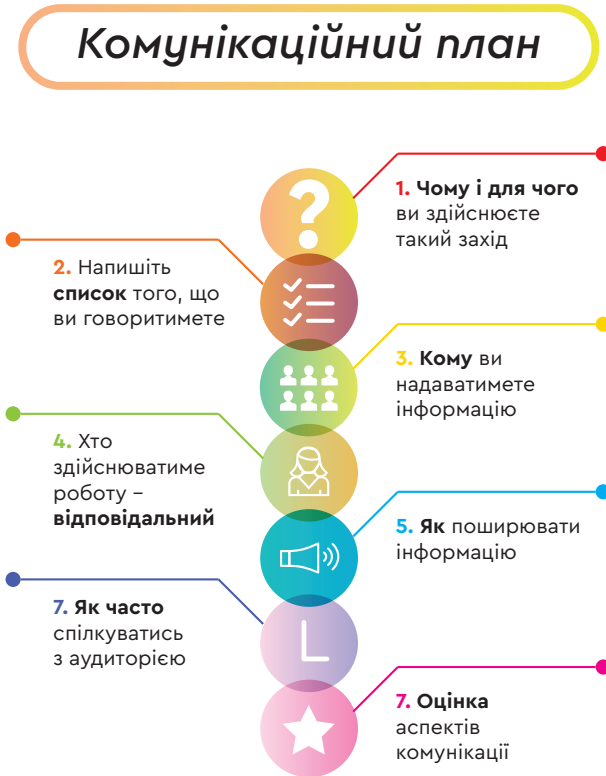 Комунікаційний план
1. Чому і для чого
ви здійснюєте
такий захід
2. Напишіть
список того, що
ви говоритимете
3. Кому ви
надаватимете
інформацію
4. Хто
здійснюватиме
роботу –
відповідальний
5. Як поширювати
інформацію
7. Як часто
спілкуватись
з аудиторією
7. Оцінка
аспектів
комунікації